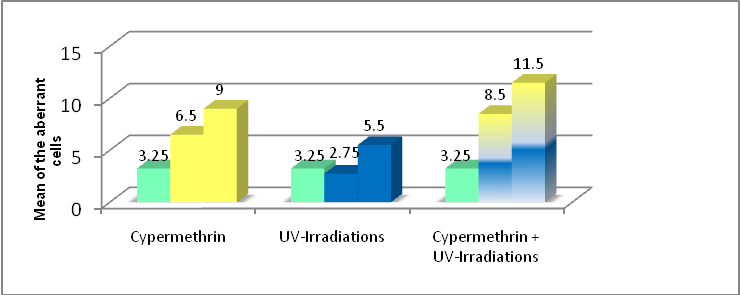 15
10
5
0
Mean of the aberrant
cells
3.25
6.5
9
3.25
2.75
5.5
3.25
8.5
11.5
Cypermethrin
UV-Irradiations
Cypermethrin +
UV-Irradiations